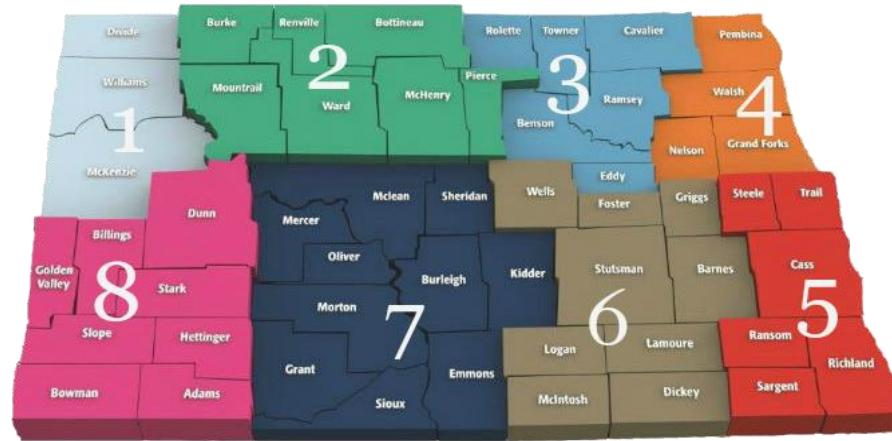 Divide
Williams
1
McKenzie
Burke
Renville
Bottineau
2
Mountrail
Ward
McHenry
Pierce
Rolette
Towner
Cavalier
3
Ramsey
Benson
Eddy
Pembina
Walsh
4
Nelson
Grand Forks
Steele
Trail
Cass
5
Ransom
Richland
Sargent
Wells
Foster
Griggs
Stutsman
Barnes
6
Logan
Lamoure
McIntosh
Dickey
Mclean
Sheridan
Mercer
Oliver
Burleigh
Kidder
Morton
7
Grant
Emmons
Sioux
Dunn
Billings
Golden
Valley
8
Stark
Slope
Hettinger
Bowman
Adams